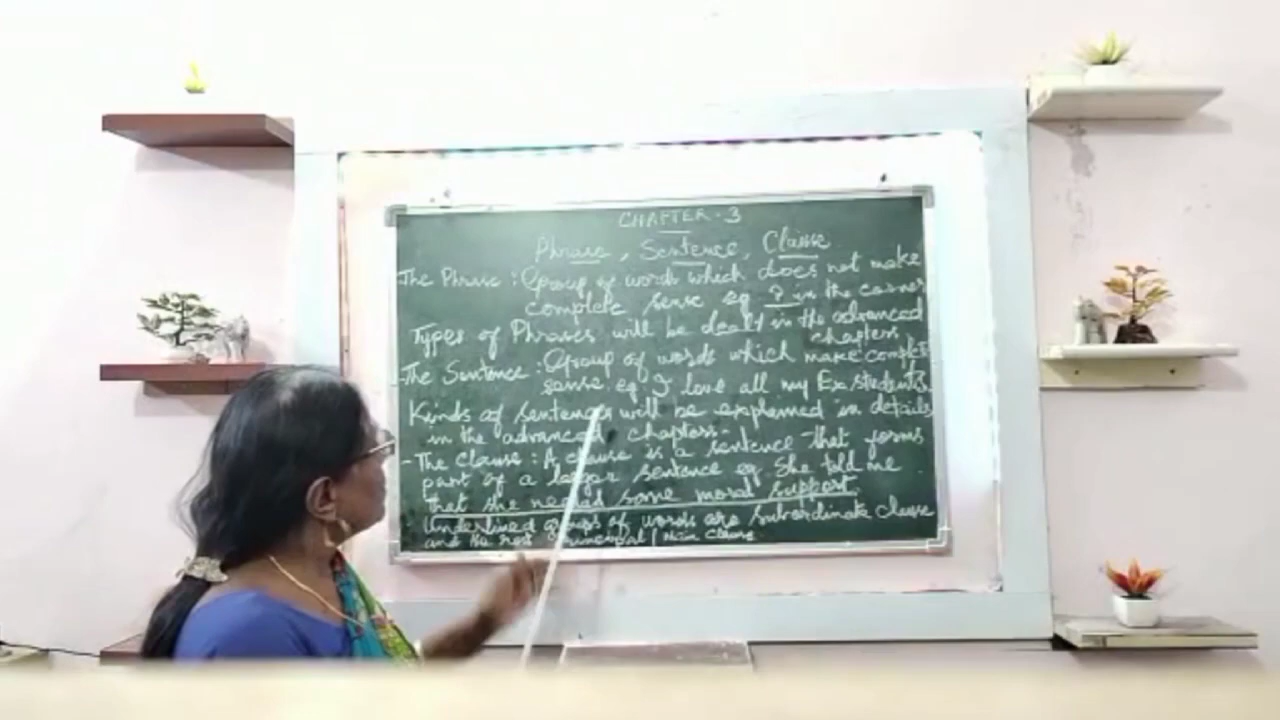 CHAPTER - 3
Phrase, Sentence, Clause
The Phrase : Group of words which does not make
complete sense eg ? in the corner
Types of Phrases will be dealt in the advanced
chapters
The Sentence : Group of words which make complete
sense. eg. I love all my Ex students.
Kinds of sentences will be explained in details
in the advanced chapters.
- The Clause : A clause is a sentence that forms
part of a larger sentence eg. She told me
that she needed some moral support
Underlined groups of words are Subordinate clause
and the rest Principal / Main Clause